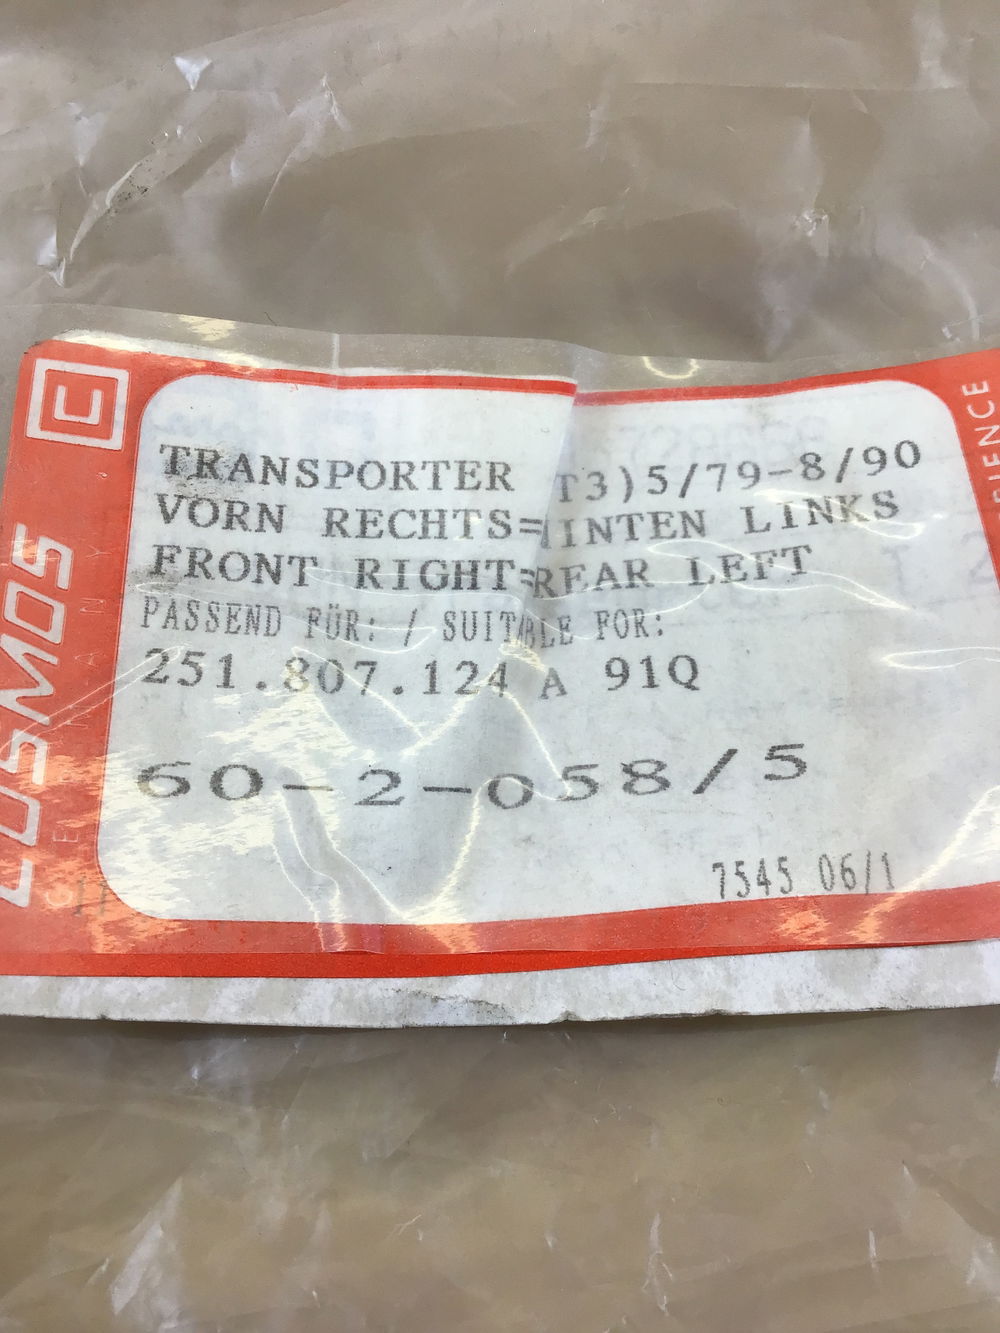 TRANSPORTER T3)5/79-8/90
VORN RECHTS=HINTEN LINKS
FRONT RIGHT=REAR LEFT
PASSEND FÜR: / SUITABLE FOR:
251.807.124 A 91Q
60-2-058/5
7545 06/1
COSMOS